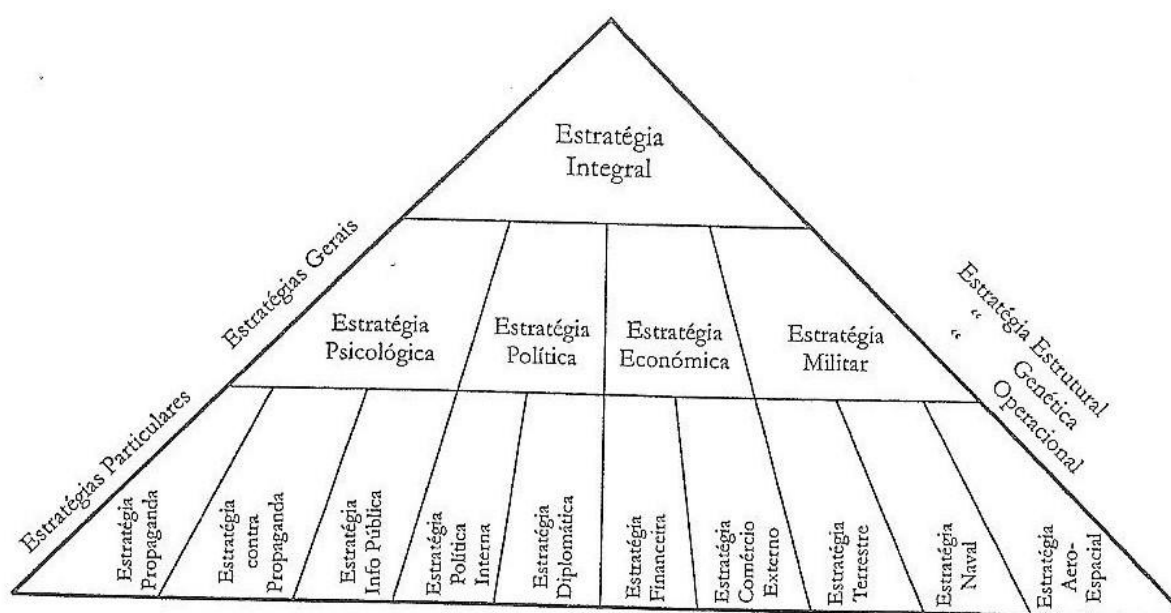 Estratégia
Integral
Estratégias Gerais
Estratégia
Psicológica
Estratégia
Política
Estratégia
Económica
Estratégia
Militar
Estratégia Estrutural
“ Genética
“ Operacional
Estratégias Particulares
Estratégia
Propaganda
Estratégia
contra
Propaganda
Estratégia
Info Pública
Estratégia
Política
Interna
Estratégia
Diplomática
Estratégia
Financeira
Estratégia
Comércio
Externo
Estratégia
Terrestre
Estratégia
Naval
Estratégia
Aero-
Espacial